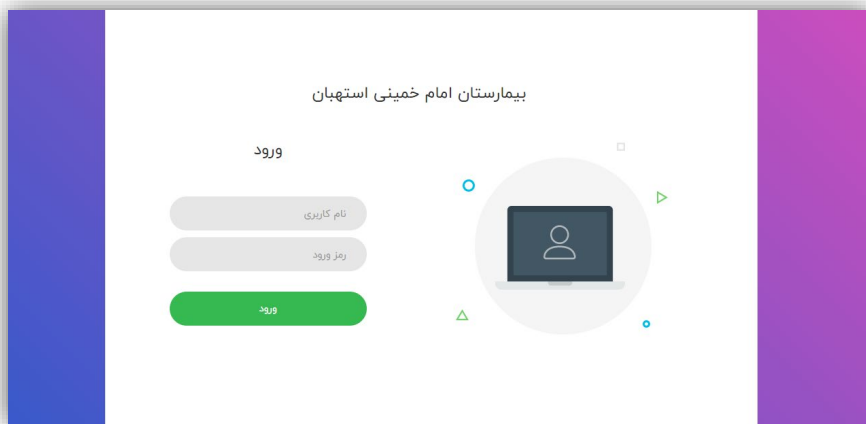 بیمارستان امام خمینی استهبان
ورود
نام کاربری
رمز ورود
ورود